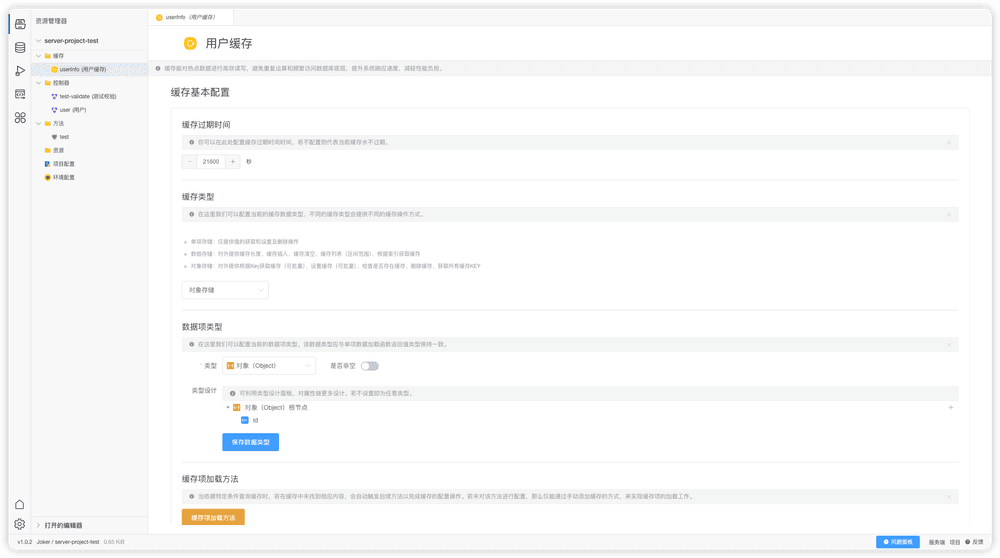 资源管理器
server-project-test
缓存
userInfo (用户缓存)
控制器
test-validate (测试校验)
user (用户)
方法
test
资源
项目配置
环境配置
打开的编辑器
userInfo (用户缓存)
用户缓存
缓存能对热点数据进行高效读写，避免重复运算和频繁访问数据库底层，提升系统响应速度，减轻性能负担。
缓存基本配置
缓存过期时间
你可以在此处配置缓存过期时间时间，若不配置则代表当前缓存永不过期。
− 21600 + 秒
缓存类型
在这里我们可以配置当前的缓存数据类型，不同的缓存类型会提供不同的缓存操作方式。
单项存储：仅提供值的获取和设置及删除操作
数组存储：对外提供缓存长度、缓存插入、缓存清空、缓存列表（区间范围）、根据索引获取缓存
对象存储：对外提供根据Key获取缓存（可批量）、设置缓存（可批量）、检查是否存在缓存、删除缓存、获取所有缓存KEY
对象存储
数据项类型
在这里我们可以配置当前的数据项类型，该数据类型应与单项数据加载函数返回值类型保持一致。
* 类型 对象（Object） 是否非空
类型设计 可利用类型设计面板，对属性做更多设计，若不设置即为任意类型。
对象（Object）根节点
id
保存数据类型
缓存项加载方法
当依据特定条件查询缓存时，若在缓存中未找到相应内容，会自动触发后续方法以完成缓存的配置操作。若未对该方法进行配置，那么仅能通过手动添加缓存的方式，来实现缓存项的加载工作。
缓存项加载方法
v1.0.2 Joker / server-project-test 0.65 KiB 问题面板 服务端 项目 反馈